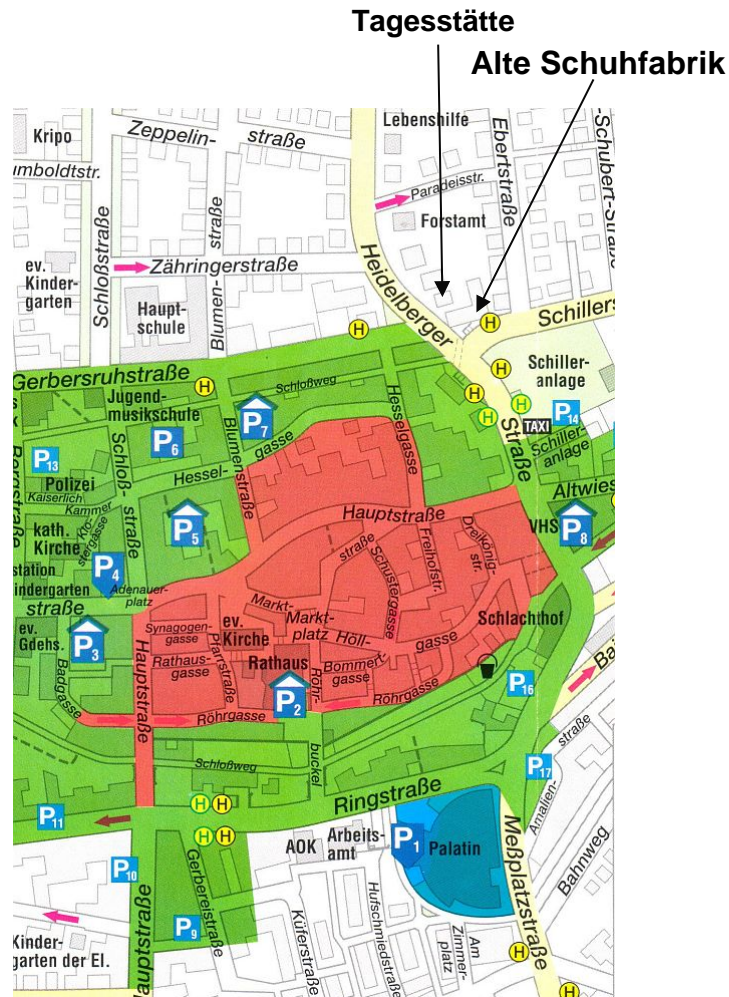 Tagesstätte
Alte Schuhfabrik
Kripo
Zeppelin-
straße
Lebenshilfe
Ebertstraße
-Schubert-Straße
umboldtstr.
Paradeisstr.
Forstamt
Schloßstraße
Blumen-
straße
Zähringerstraße
ev.
Kinder-
garten
Haupt-
schule
Heidelberger
Straße
H
H
Schillers
Gerbersruhstraße
H
H
H
H
H
Schiller-
anlage
Jugend-
musikschule
Schloßweg
P7
P6
P14
TAXI
Schiller-
anlage
P13
Polizei
Bergstraße
Schloß-
straße
Hessel-
gasse
Blumenstraße
Hesselgasse
Kaiserlich
Kammer
Klo-
stergasse
kath.
Kirche
P5
Hauptstraße
Altwies
VHS
P8
station
indergarten
P4
Adenauer-
platz
straße
Schustergasse
Freihofstr.
Dreikönig-
str.
straße
ev.
Gdehs.
P3
Badgasse
Hauptstraße
Synagogen-
gasse
Rathaus-
gasse
Pfarrstraße
ev.
Kirche
Markt-
Markt-
platz
Höll-
gasse
Schlachthof
Rathaus
P2
Röhr-
buckel
Bommert-
gasse
Röhrgasse
Röhrgasse
P16
Bai
Schloßweg
Ringstraße
P17
Amalien-
straße
P11
H
H
H
H
AOK
Arbeits-
amt
P1
Palatin
Meßplatzstraße
Bahnweg
P10
Gerbereistraße
P9
Hauptstraße
Küferstraße
Hufschmiedstraße
Am
Zimmer-
platz
Kinder-
garten der El.
H
H